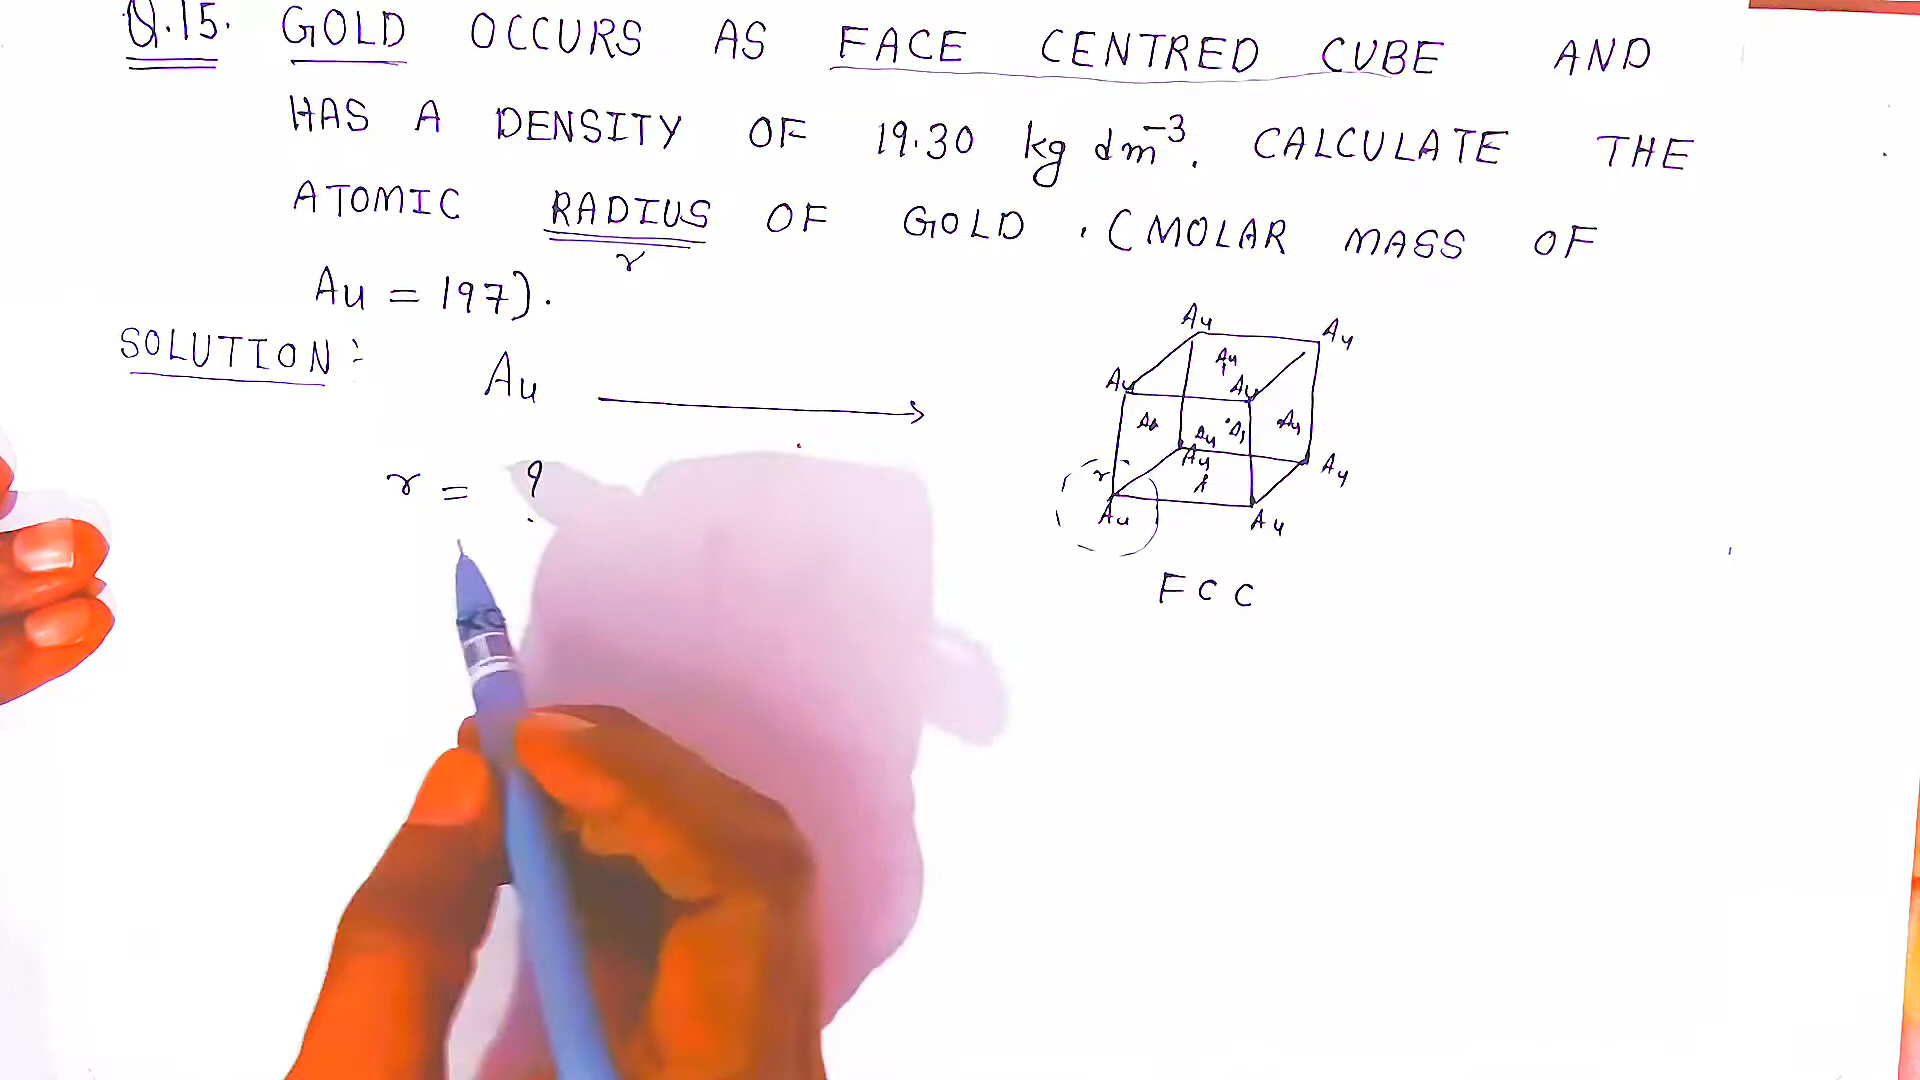 Q.15. GOLD OCCURS AS FACE CENTRED CUBE AND
HAS A DENSITY OF 19.30 kg dm⁻³. CALCULATE THE
ATOMIC RADIUS OF GOLD. (MOLAR MASS OF
r
Au = 197).
SOLUTION:
Au
r = ?
Au Au
Au
Au Au
Au Au
Au
Au Au
r
Au Au
FCC